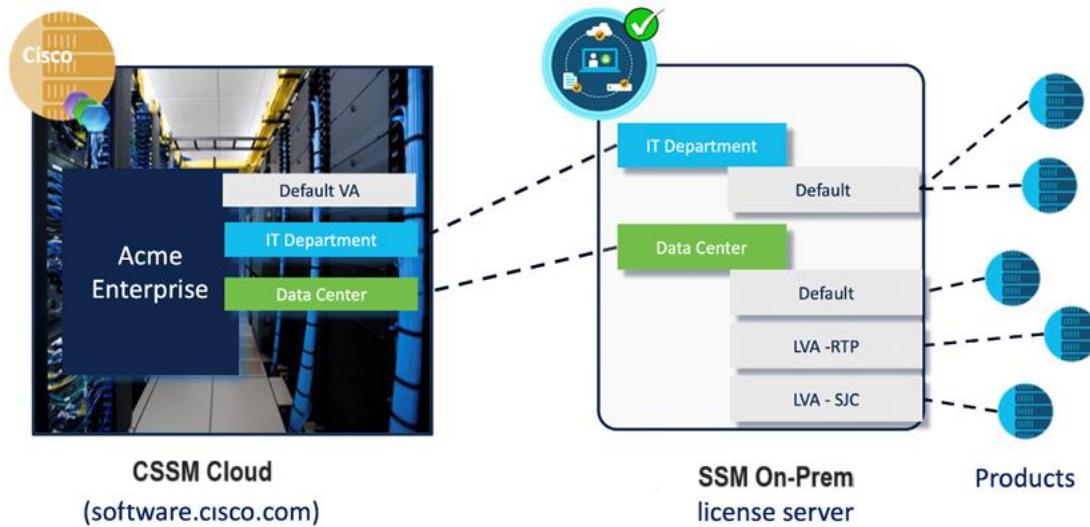 Cisco
Acme
Enterprise
Default VA
IT Department
Data Center
CSSM Cloud
(software.cisco.com)
IT Department
Default
Data Center
Default
LVA -RTP
LVA - SJC
SSM On-Prem
license server
Products